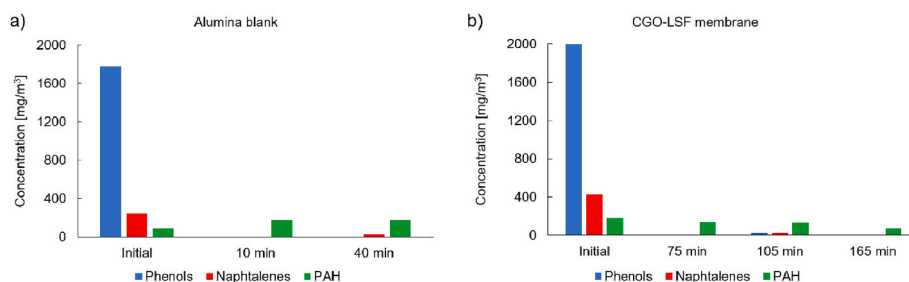 a)
Alumina blank
Concentration [mg/m³]
2000
1600
1200
800
400
0
Initial
10 min
40 min
Phenols
Naphtalenes
PAH
b)
CGO-LSF membrane
Concentration [mg/m³]
2000
1600
1200
800
400
0
Initial
75 min
105 min
165 min
Phenols
Naphtalenes
PAH